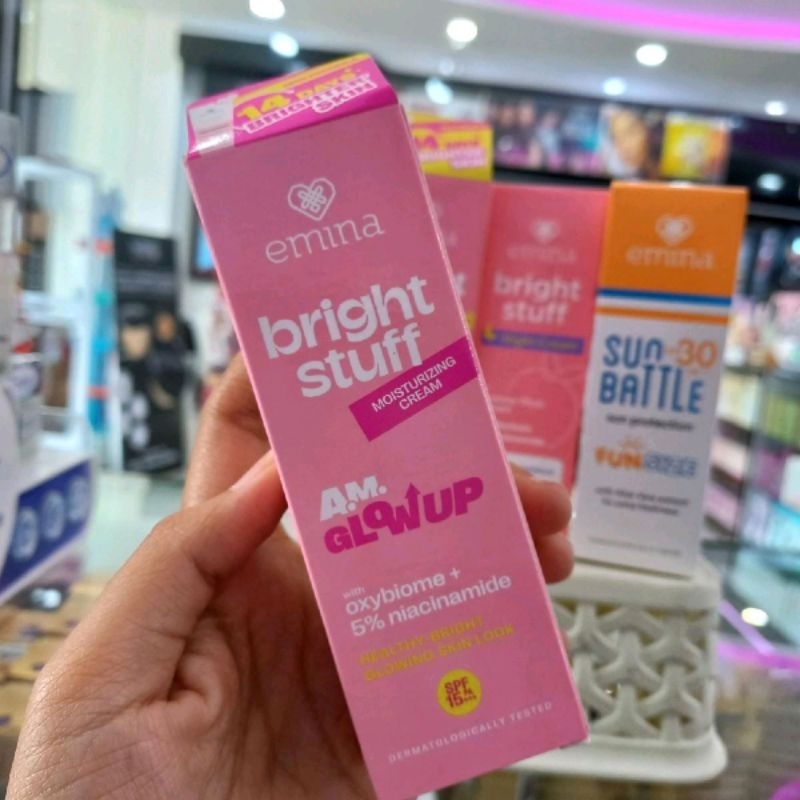 14 DAYS
BRIGHTER
SKIN
emina
bright
stuff
MOISTURIZING
CREAM
A.M.
GLOW UP
with
oxybiome +
5% niacinamide
HEALTHY-BRIGHT
GLOWING SKIN LOOK
SPF
15
DERMATOLOGICALLY TESTED
emina
bright
stuff
emina
SUN 30
BATTLE
sun protection
FUN